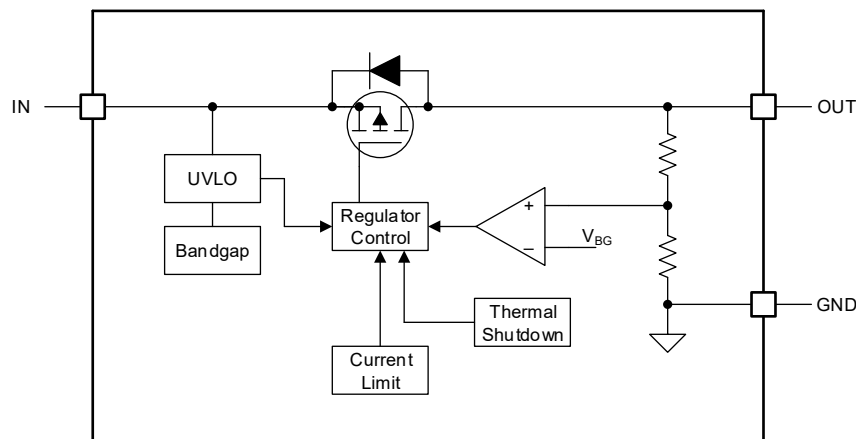 IN
OUT
UVLO
Regulator
Control
+
−
V_BG
Bandgap
Thermal
Shutdown
GND
Current
Limit